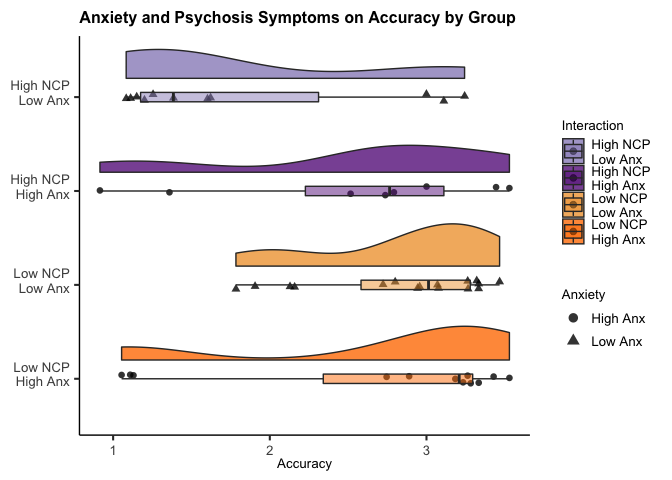 Anxiety and Psychosis Symptoms on Accuracy by Group
High NCP
Low Anx
High NCP
High Anx
Low NCP
Low Anx
Low NCP
High Anx
1
2
3
Accuracy
Interaction
High NCP
Low Anx
High NCP
High Anx
Low NCP
Low Anx
Low NCP
High Anx
Anxiety
High Anx
Low Anx